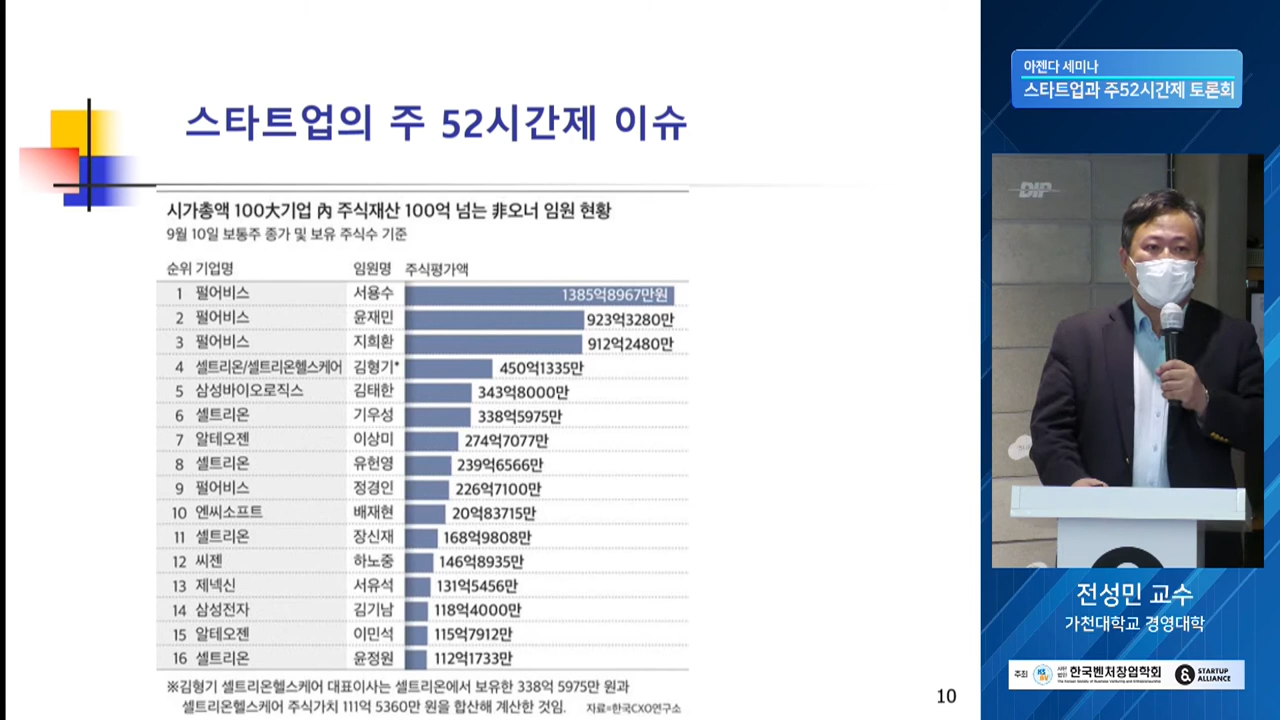 스타트업의 주 52시간제 이슈
시가총액 100大기업 內 주식재산 100억 넘는 非오너 임원 현황
9월 10일 보통주 종가 및 보유 주식수 기준
순위 기업명 임원명 주식평가액
1 펄어비스 서용수 1385억8967만원
2 펄어비스 윤재민 923억3280만
3 펄어비스 지희환 912억2480만
4 셀트리온/셀트리온헬스케어 김형기* 450억1335만
5 삼성바이오로직스 김태한 343억8000만
6 셀트리온 기우성 338억5975만
7 알테오젠 이상미 274억7077만
8 셀트리온 유헌영 239억6566만
9 펄어비스 정경인 226억7100만
10 엔씨소프트 배재현 20억83715만
11 셀트리온 장신재 168억9808만
12 씨젠 하노중 146억8935만
13 제넥신 서유석 131억5456만
14 삼성전자 김기남 118억4000만
15 알테오젠 이민석 115억7912만
16 셀트리온 윤정원 112억1733만
※김형기 셀트리온헬스케어 대표이사는 셀트리온에서 보유한 338억 5975만 원과
셀트리온헬스케어 주식가치 111억 5360만 원을 합산해 계산한 것임. 자료=한국CXO연구소
10
아젠다 세미나
스타트업과 주52시간제 토론회
DIP
전성민 교수
가천대학교 경영대학
주최 사단법인 한국벤처창업학회
STARTUP
ALLIANCE